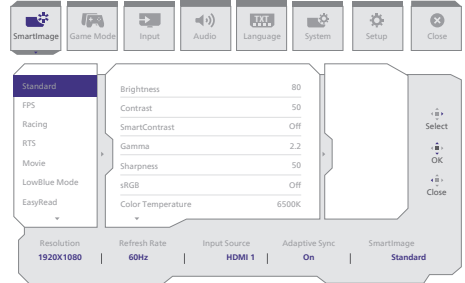 SmartImage Game Mode Input Audio TXT Language System Setup Close
Standard
FPS
Racing
RTS
Movie
LowBlue Mode
EasyRead
Brightness 80
Contrast 50
SmartContrast Off
Gamma 2.2
Sharpness 50
sRGB Off
Color Temperature 6500K
Select
OK
Close
Resolution Refresh Rate Input Source Adaptive Sync SmartImage
1920X1080 | 60Hz | HDMI 1 | On | Standard